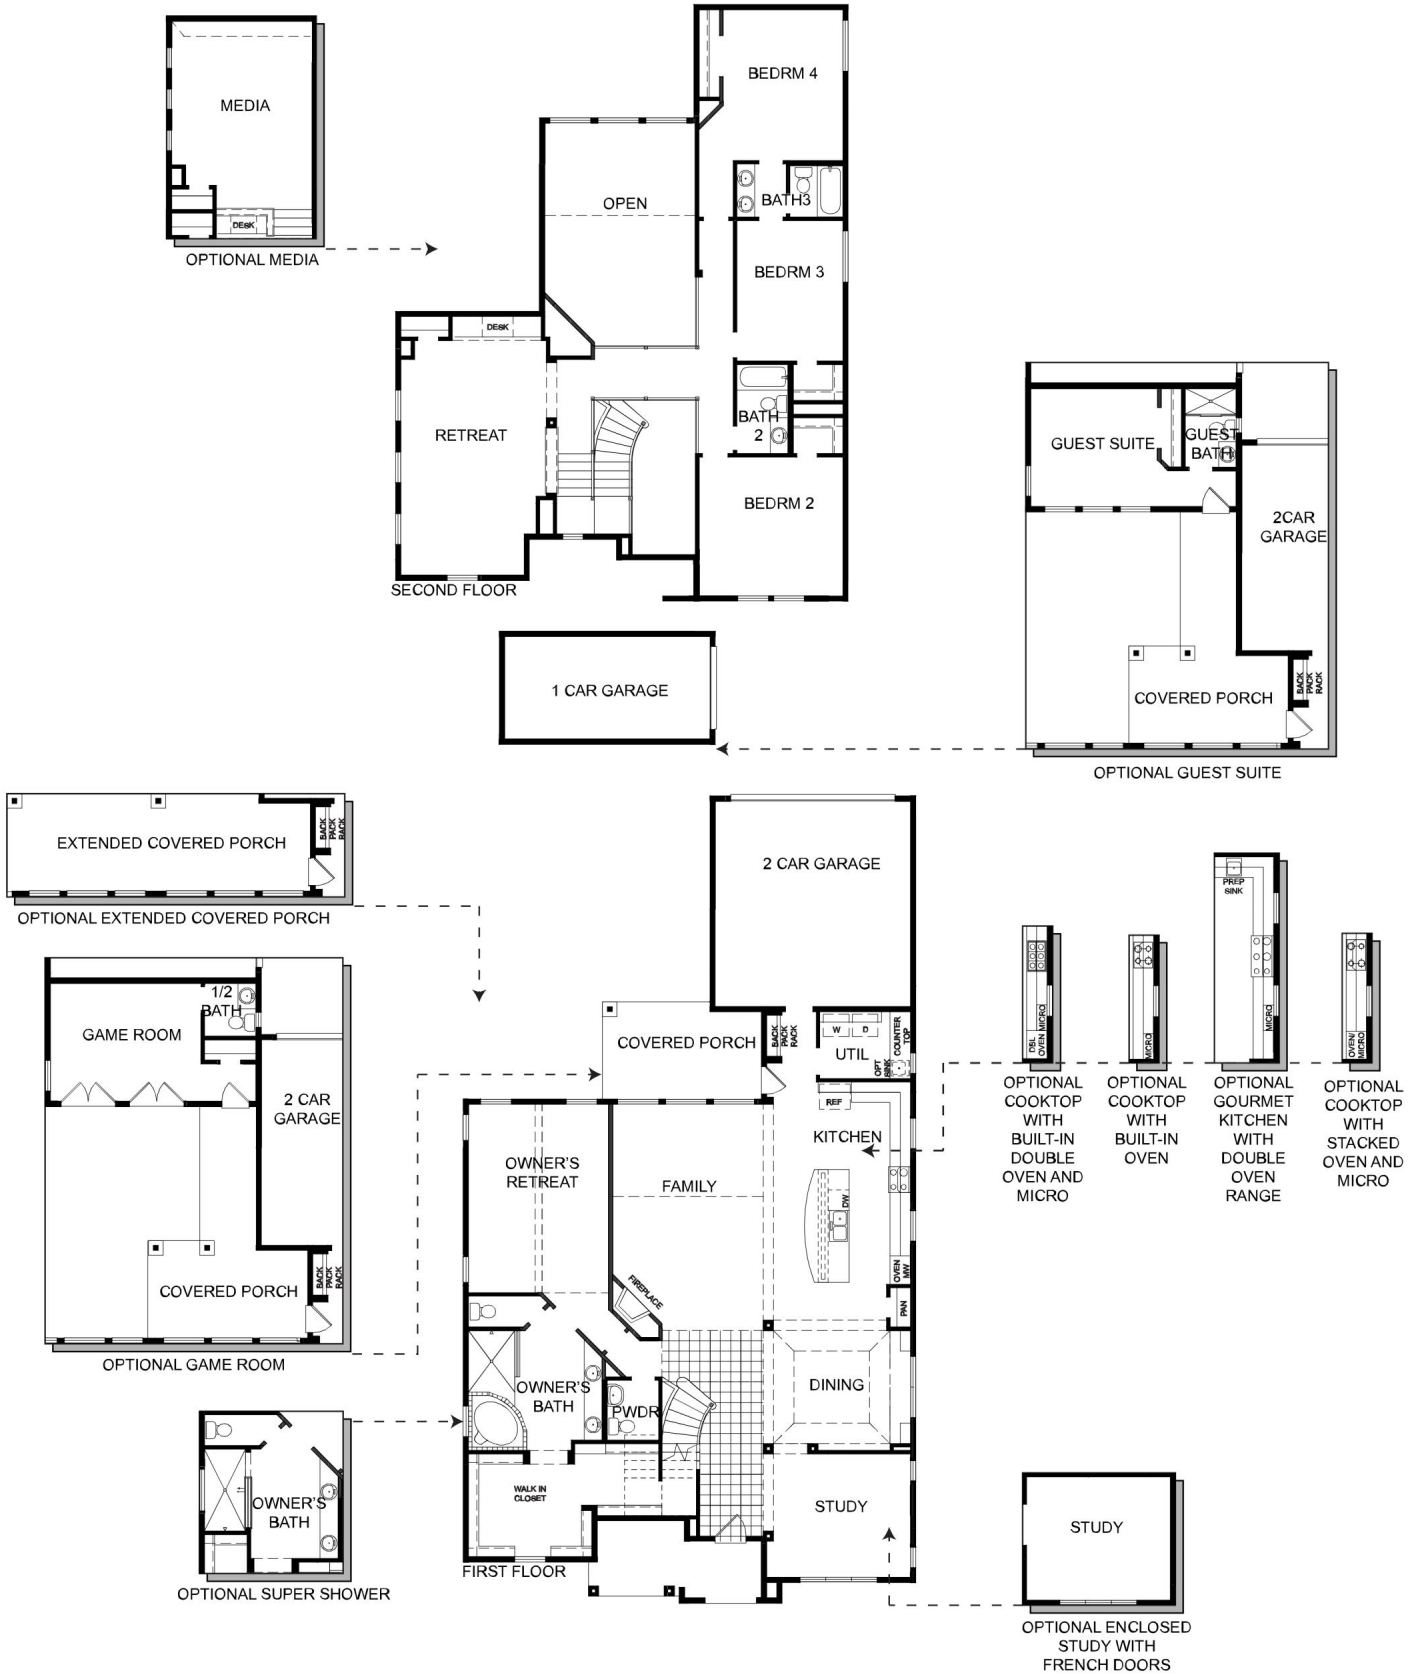 MEDIA
DESK
OPTIONAL MEDIA
BEDRM 4
OPEN
BATH3
BEDRM 3
DESK
RETREAT
BATH
2
BEDRM 2
SECOND FLOOR
GUEST SUITE
GUEST
BATH
2CAR
GARAGE
BACK
PACK
RACK
COVERED PORCH
OPTIONAL GUEST SUITE
1 CAR GARAGE
EXTENDED COVERED PORCH
BACK
PACK
RACK
OPTIONAL EXTENDED COVERED PORCH
1/2
BATH
GAME ROOM
2 CAR
GARAGE
BACK
PACK
RACK
COVERED PORCH
OPTIONAL GAME ROOM
OWNER'S
BATH
OPTIONAL SUPER SHOWER
2 CAR GARAGE
COVERED PORCH
BACK
PACK
RACK
W
D
UTIL
OPT
SINK
COUNTER
TOP
REF
KITCHEN
OWNER'S
RETREAT
FAMILY
DW
OVEN
MW
FIREPLACE
PAN
OWNER'S
BATH
PWDR
DINING
WALK IN
CLOSET
STUDY
FIRST FLOOR
DBL
OVEN MICRO
OPTIONAL
COOKTOP
WITH
BUILT-IN
DOUBLE
OVEN AND
MICRO
MICRO
OPTIONAL
COOKTOP
WITH
BUILT-IN
OVEN
PREP
SINK
MICRO
OPTIONAL
GOURMET
KITCHEN
WITH
DOUBLE
OVEN
RANGE
OVEN/
MICRO
OPTIONAL
COOKTOP
WITH
STACKED
OVEN AND
MICRO
STUDY
OPTIONAL ENCLOSED
STUDY WITH
FRENCH DOORS